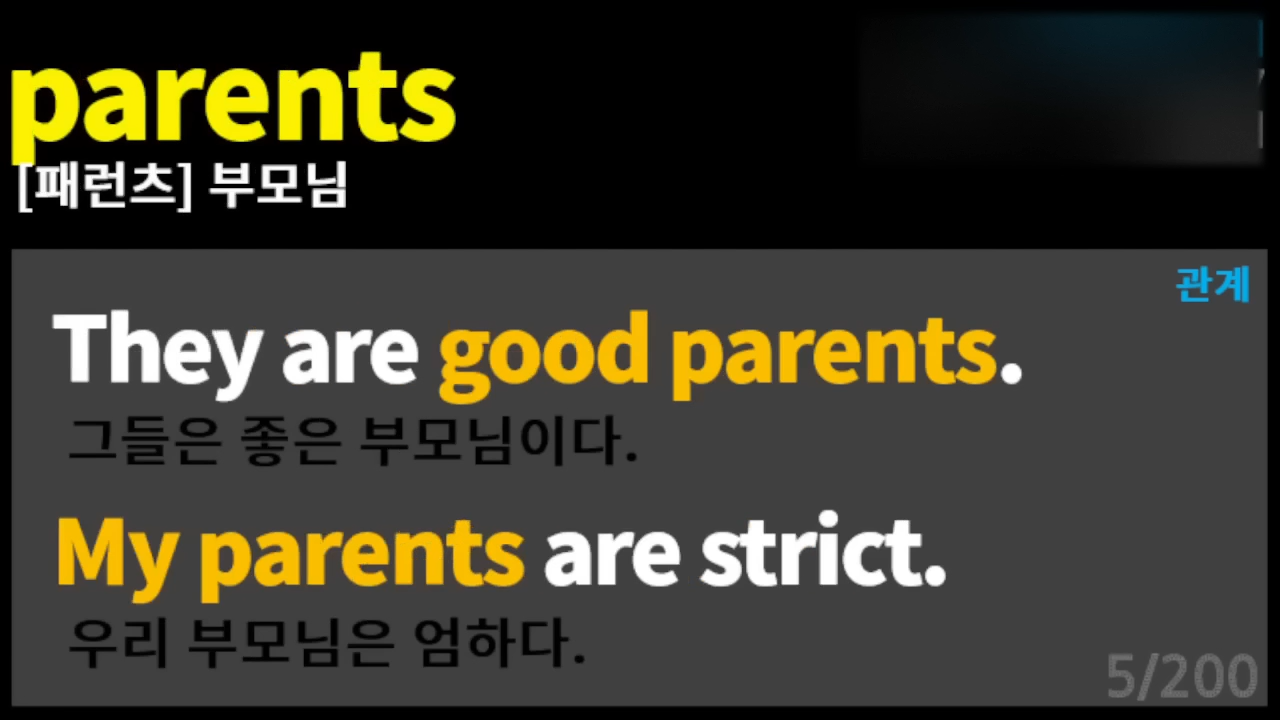 parents
[패런츠] 부모님
관계
They are good parents.
그들은 좋은 부모님이다.
My parents are strict.
우리 부모님은 엄하다.
5/200